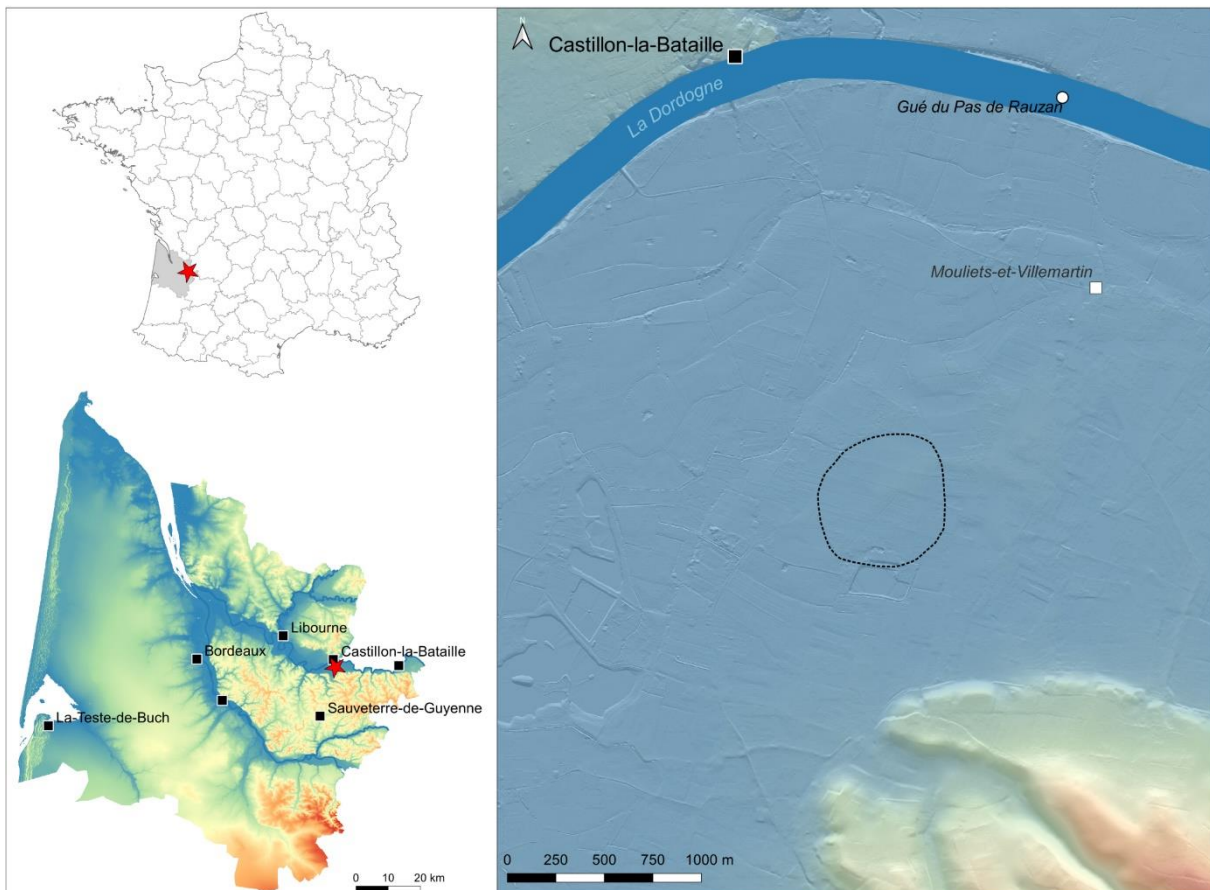 Libourne
Bordeaux
Castillon-la-Bataille
La-Teste-de-Buch
Sauveterre-de-Guyenne
0 10 20 km
N
Castillon-la-Bataille
La Dordogne
Gué du Pas de Rauzan
Mouliets-et-Villemartin
0 250 500 750 1000 m